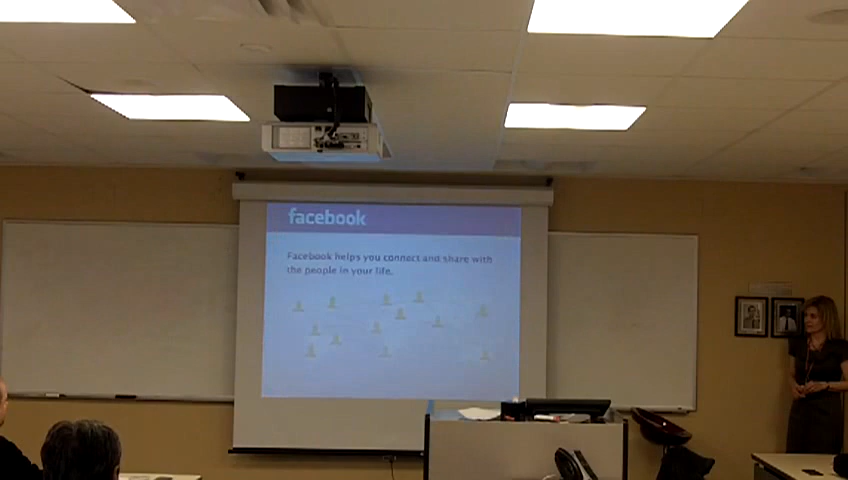 facebook
Facebook helps you connect and share with
the people in your life.